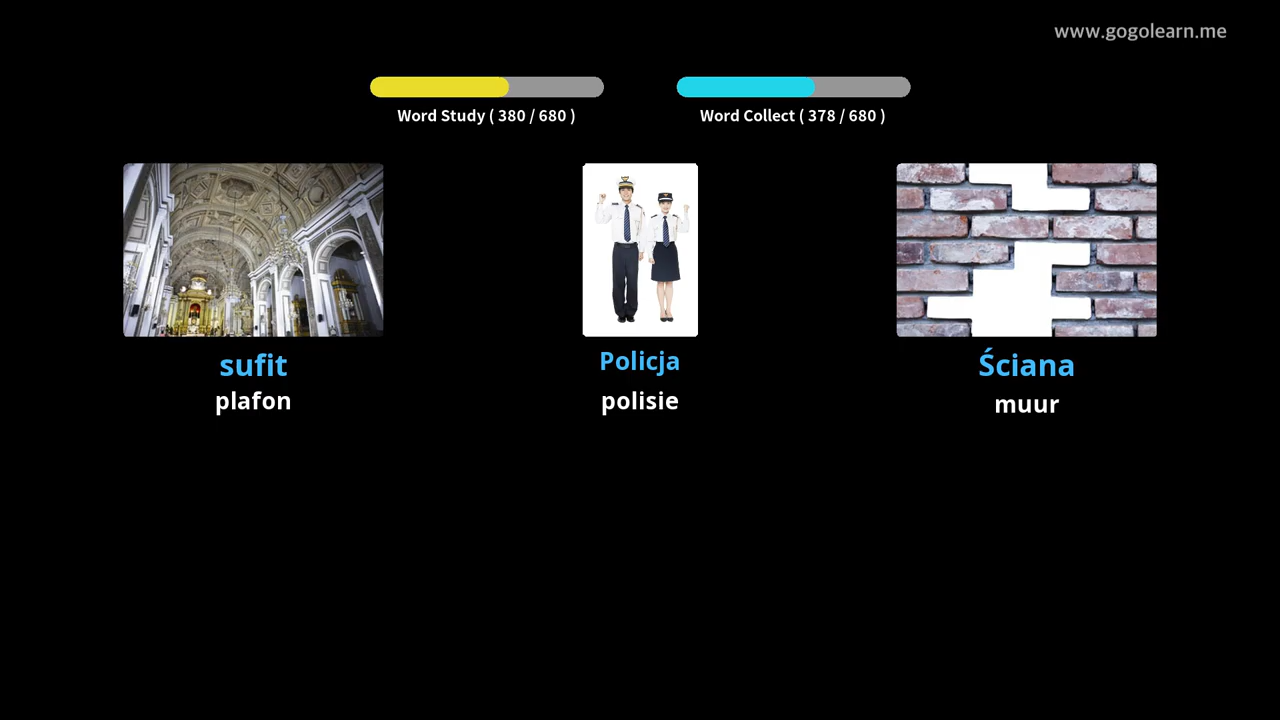 www.gogolearn.me
Word Study ( 380 / 680 )
Word Collect ( 378 / 680 )
sufit
plafon
Policja
polisie
Ściana
muur